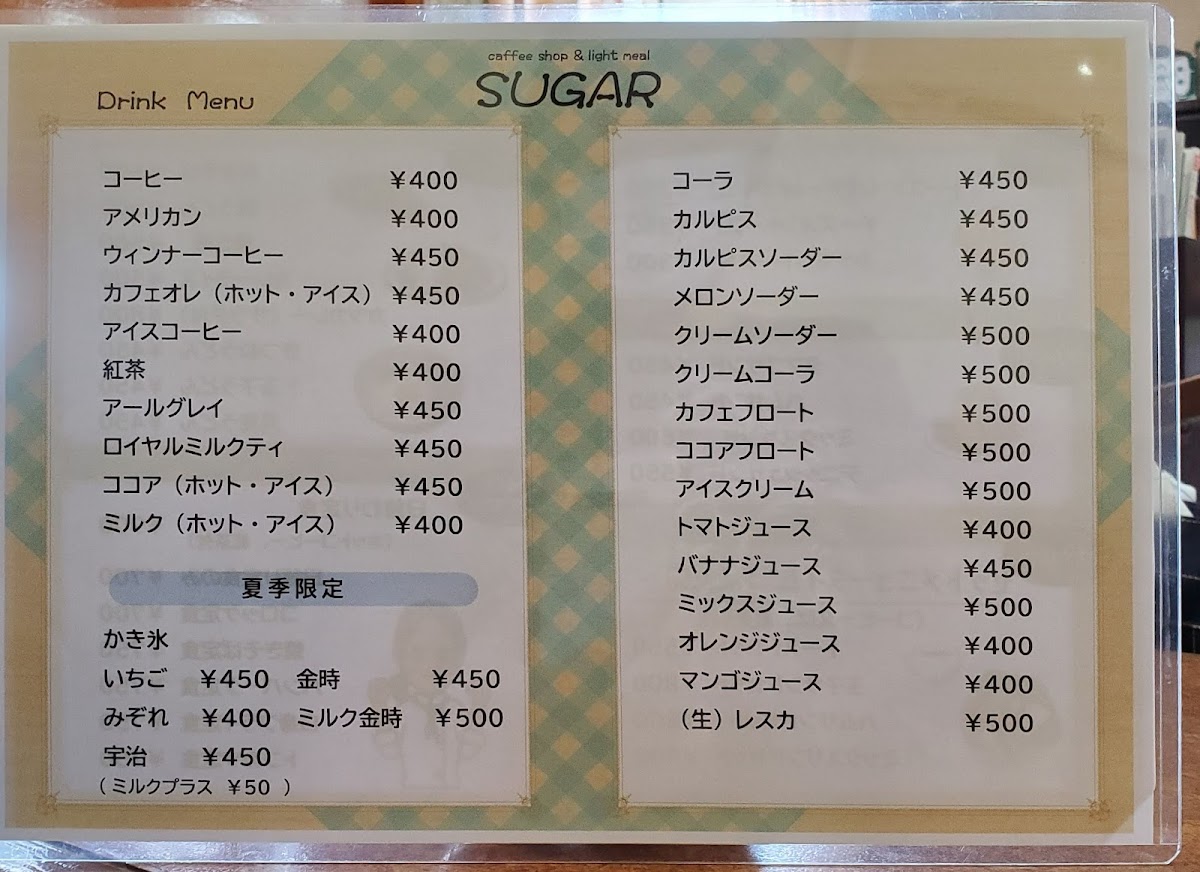 caffee shop & light meal
SUGAR
Drink Menu
コーヒー ¥400
アメリカン ¥400
ウィンナーコーヒー ¥450
カフェオレ（ホット・アイス） ¥450
アイスコーヒー ¥400
紅茶 ¥400
アールグレイ ¥450
ロイヤルミルクティ ¥450
ココア（ホット・アイス） ¥450
ミルク（ホット・アイス） ¥400
夏季限定
かき氷
いちご ¥450 金時 ¥450
みぞれ ¥400 ミルク金時 ¥500
宇治 ¥450
（ミルクプラス ¥50 ）
コーラ ¥450
カルピス ¥450
カルピスソーダー ¥450
メロンソーダー ¥450
クリームソーダー ¥500
クリームコーラ ¥500
カフェフロート ¥500
ココアフロート ¥500
アイスクリーム ¥500
トマトジュース ¥400
バナナジュース ¥450
ミックスジュース ¥500
オレンジジュース ¥400
マンゴジュース ¥400
（生）レスカ ¥500